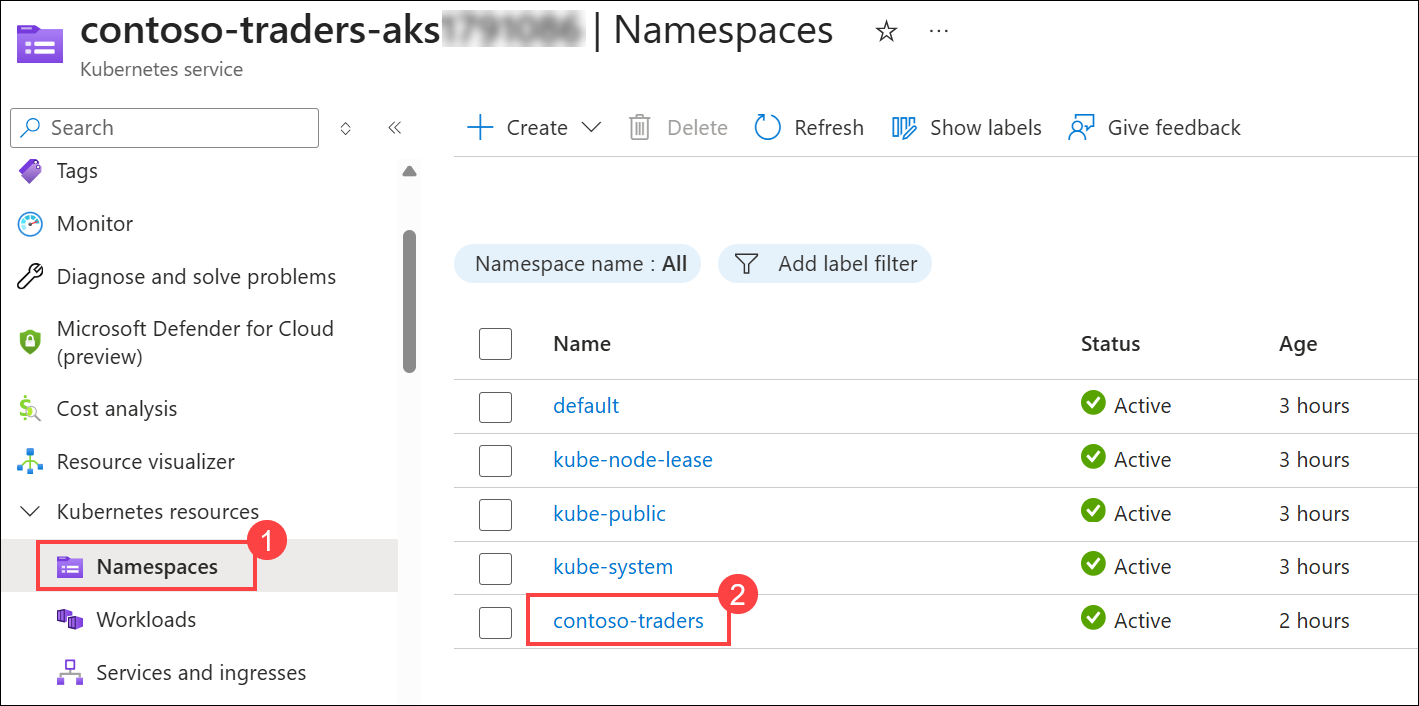 contoso-traders-aks | Namespaces
Kubernetes service
Search
Create
Delete
Refresh
Show labels
Give feedback
Tags
Monitor
Diagnose and solve problems
Microsoft Defender for Cloud
(preview)
Cost analysis
Resource visualizer
Kubernetes resources
1
Namespaces
Workloads
Services and ingresses
Namespace name : All
Add label filter
Name Status Age
default Active 3 hours
kube-node-lease Active 3 hours
kube-public Active 3 hours
kube-system Active 3 hours
2
contoso-traders Active 2 hours